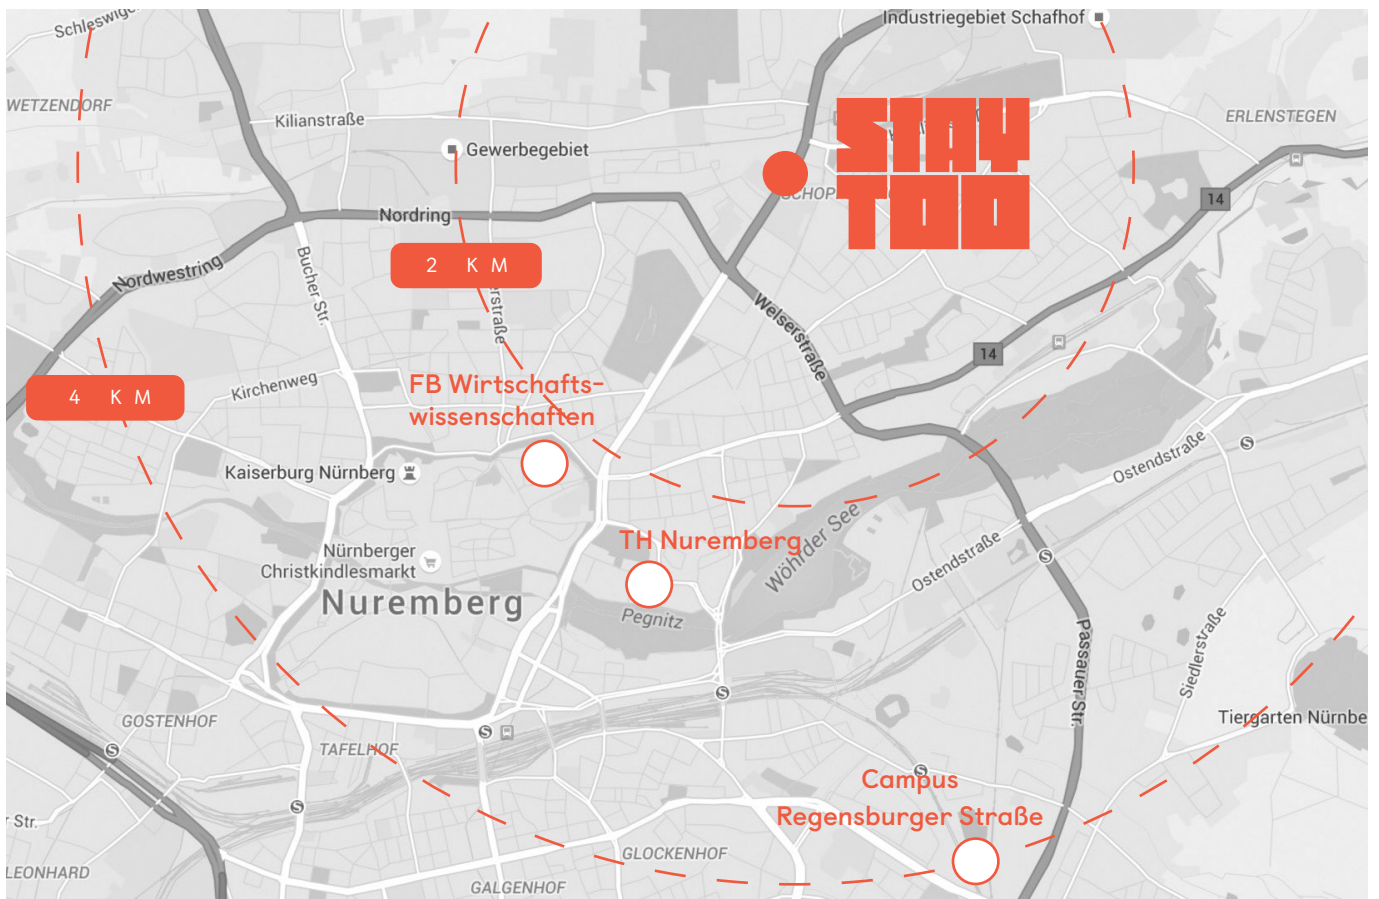 Industriegebiet Schafhof
WETZENDORF
Kilianstraße
ERLENSTEGEN
STAY
TOO
Gewerbegebiet
14
Nordring
2 KM
Nordwestring
Bucher Str.
Welserstraße
14
4 KM
Kirchenweg
FB Wirtschafts-
wissenschaften
Kaiserburg Nürnberg
Ostendstraße
S
TH Nuremberg
Wöhrder See
Ostendstraße
S
Nürnberger
Christkindlesmarkt
Nuremberg
Pegnitz
Passauer Str.
Siedlerstraße
S
GOSTENHOF
S
S
TAFELHOF
Tiergarten Nürnbe
S
Campus
Regensburger Straße
S
Str.
GLOCKENHOF
LEONHARD
GALGENHOF